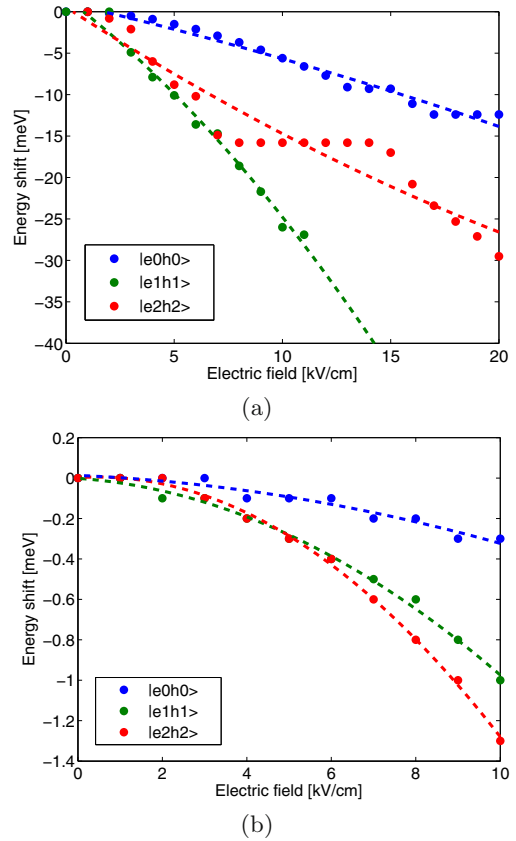 0
−5
−10
−15
−20
−25
−30
−35
−40
Energy shift [meV]
|e0h0>
|e1h1>
|e2h2>
0 5 10 15 20
Electric field [kV/cm]
(a)
0.2
0
−0.2
−0.4
−0.6
−0.8
−1
−1.2
−1.4
Energy shift [meV]
|e0h0>
|e1h1>
|e2h2>
0 2 4 6 8 10
Electric field [kV/cm]
(b)